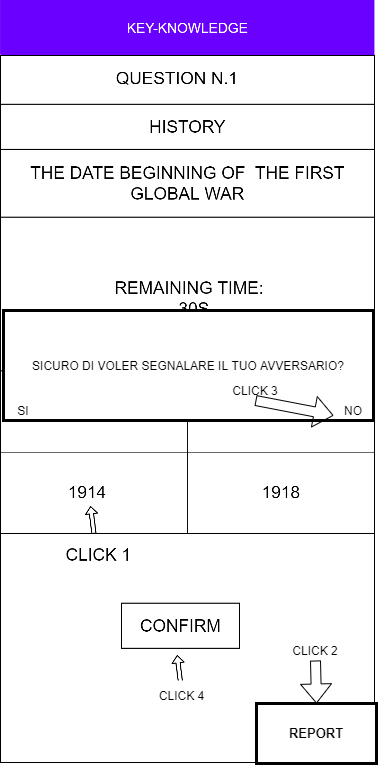 KEY-KNOWLEDGE
QUESTION N.1
HISTORY
THE DATE BEGINNING OF THE FIRST
GLOBAL WAR
REMAINING TIME:
30S
SICURO DI VOLER SEGNALARE IL TUO AVVERSARIO?
CLICK 3
SI
NO
1914
1918
CLICK 1
CONFIRM
CLICK 2
CLICK 4
REPORT